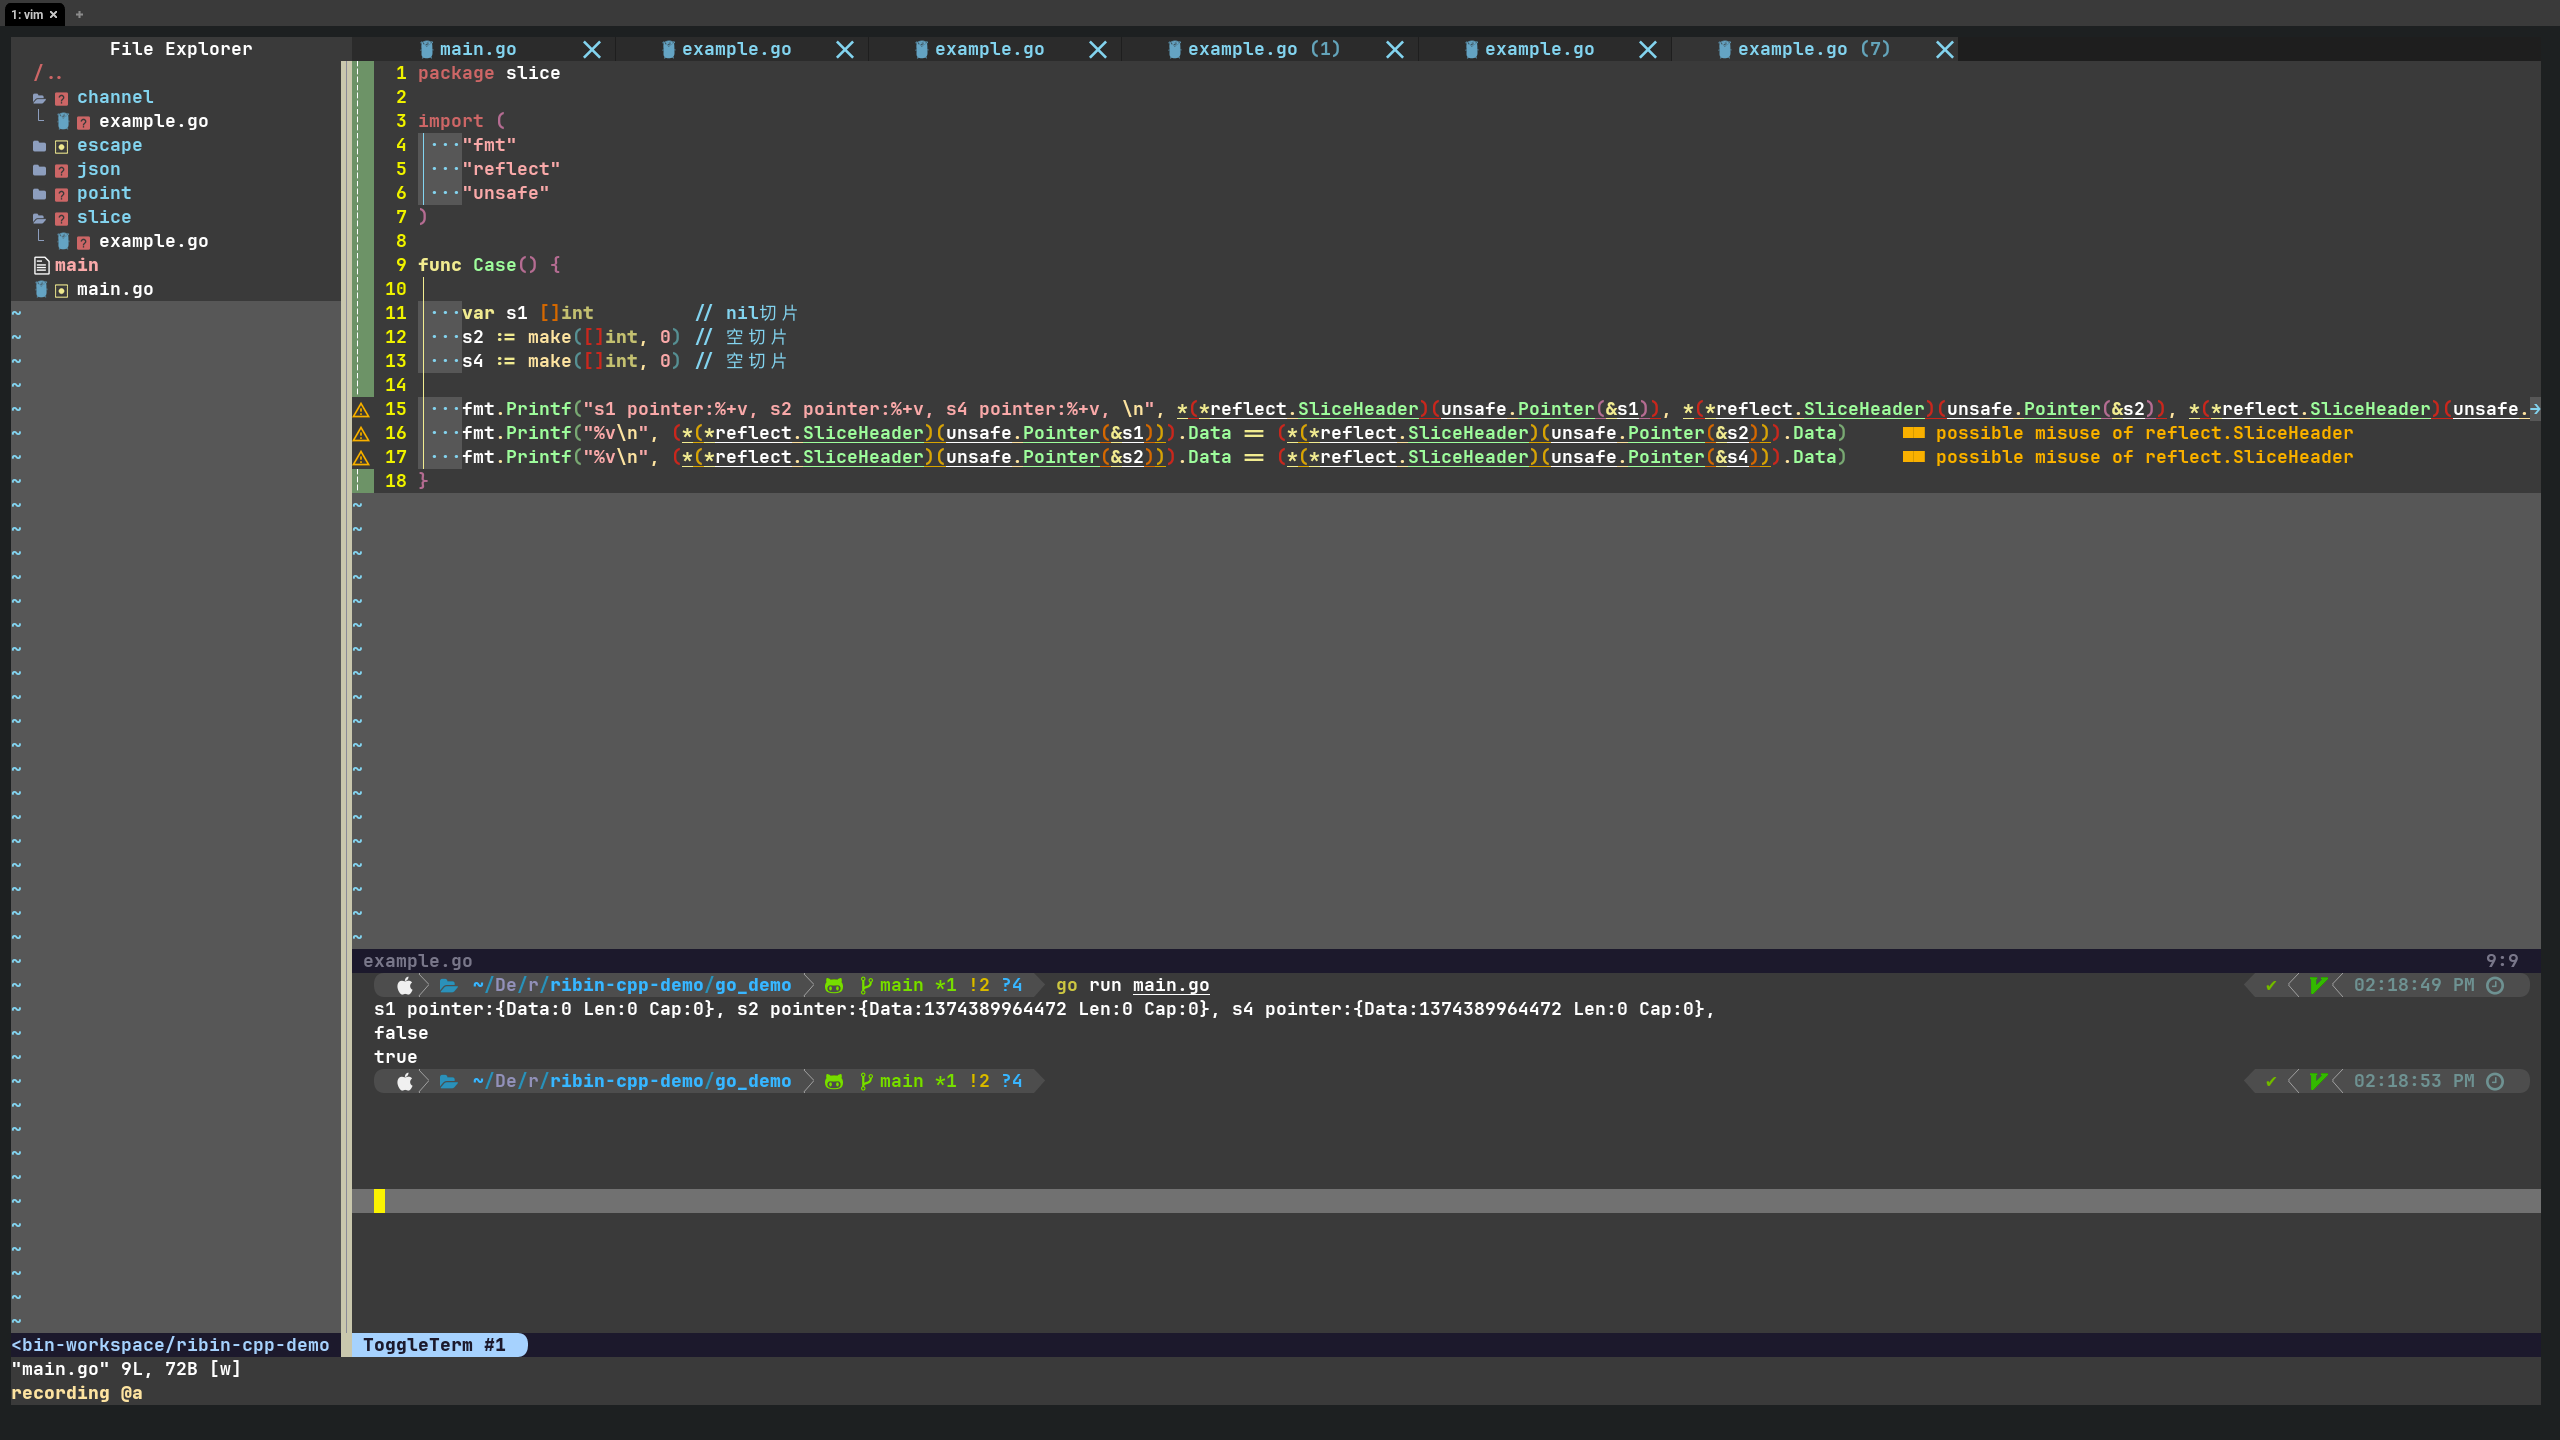 1: vim × +
File Explorer
/..
channel
example.go
escape
json
point
slice
example.go
main
main.go
main.go
example.go
example.go
example.go (1)
example.go
example.go (7)
1 package slice
2
3 import (
4 "fmt"
5 "reflect"
6 "unsafe"
7 )
8
9 func Case() {
10
11 var s1 []int // nil切片
12 s2 := make([]int, 0) // 空切片
13 s4 := make([]int, 0) // 空切片
14
15 fmt.Printf("s1 pointer:%+v, s2 pointer:%+v, s4 pointer:%+v, \n", *(*reflect.SliceHeader)(unsafe.Pointer(&s1)), *(*reflect.SliceHeader)(unsafe.Pointer(&s2)), *(*reflect.SliceHeader)(unsafe.
16 fmt.Printf("%v\n", (*(*reflect.SliceHeader)(unsafe.Pointer(&s1))).Data == (*(*reflect.SliceHeader)(unsafe.Pointer(&s2))).Data) possible misuse of reflect.SliceHeader
17 fmt.Printf("%v\n", (*(*reflect.SliceHeader)(unsafe.Pointer(&s2))).Data == (*(*reflect.SliceHeader)(unsafe.Pointer(&s4))).Data) possible misuse of reflect.SliceHeader
18 }
example.go 9:9
~/De/r/ribin-cpp-demo/go_demo main *1 !2 ?4 go run main.go ✔ 02:18:49 PM
s1 pointer:{Data:0 Len:0 Cap:0}, s2 pointer:{Data:1374389964472 Len:0 Cap:0}, s4 pointer:{Data:1374389964472 Len:0 Cap:0},
false
true
~/De/r/ribin-cpp-demo/go_demo main *1 !2 ?4 ✔ 02:18:53 PM
<bin-workspace/ribin-cpp-demo ToggleTerm #1
"main.go" 9L, 72B [w]
recording @a